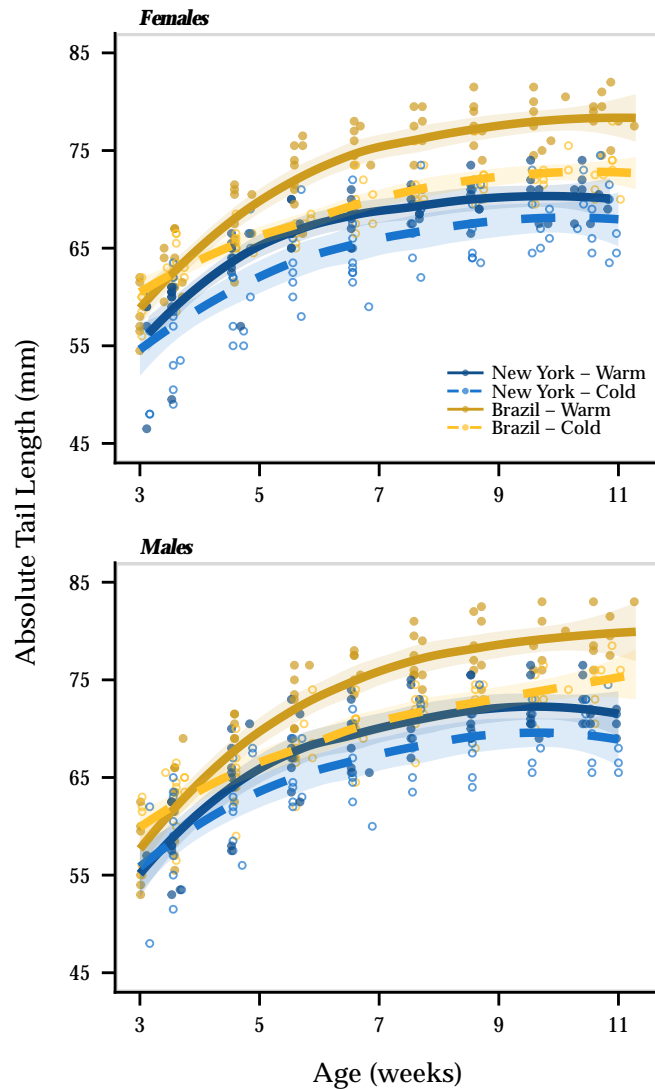 Females
85
75
65
55
45
New York – Warm
New York – Cold
Brazil – Warm
Brazil – Cold
3 5 7 9 11
Absolute Tail Length (mm)
Males
85
75
65
55
45
3 5 7 9 11
Age (weeks)